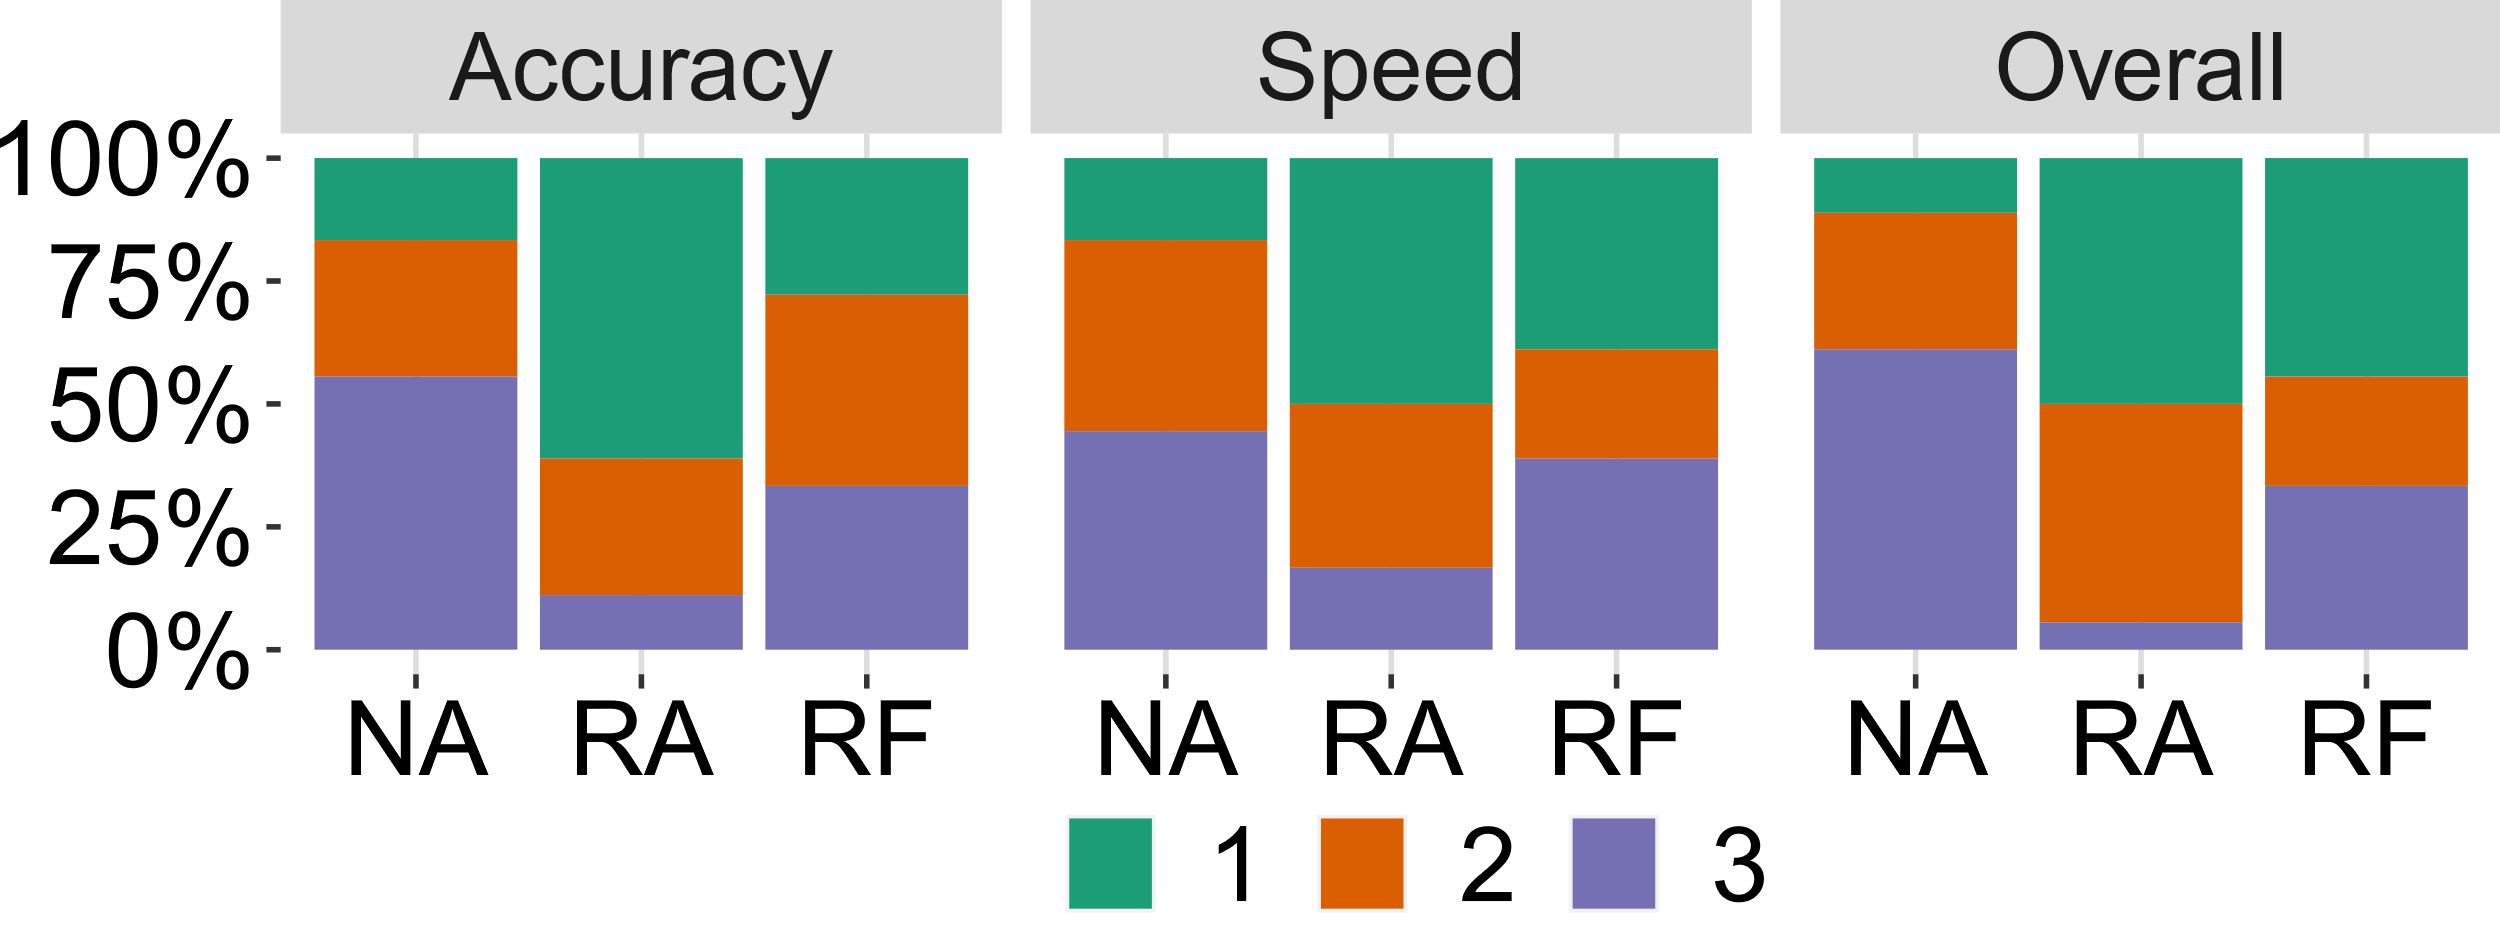 Accuracy Speed Overall
100%
75%
50%
25%
0%
NA RA RF NA RA RF NA RA RF
1 2 3